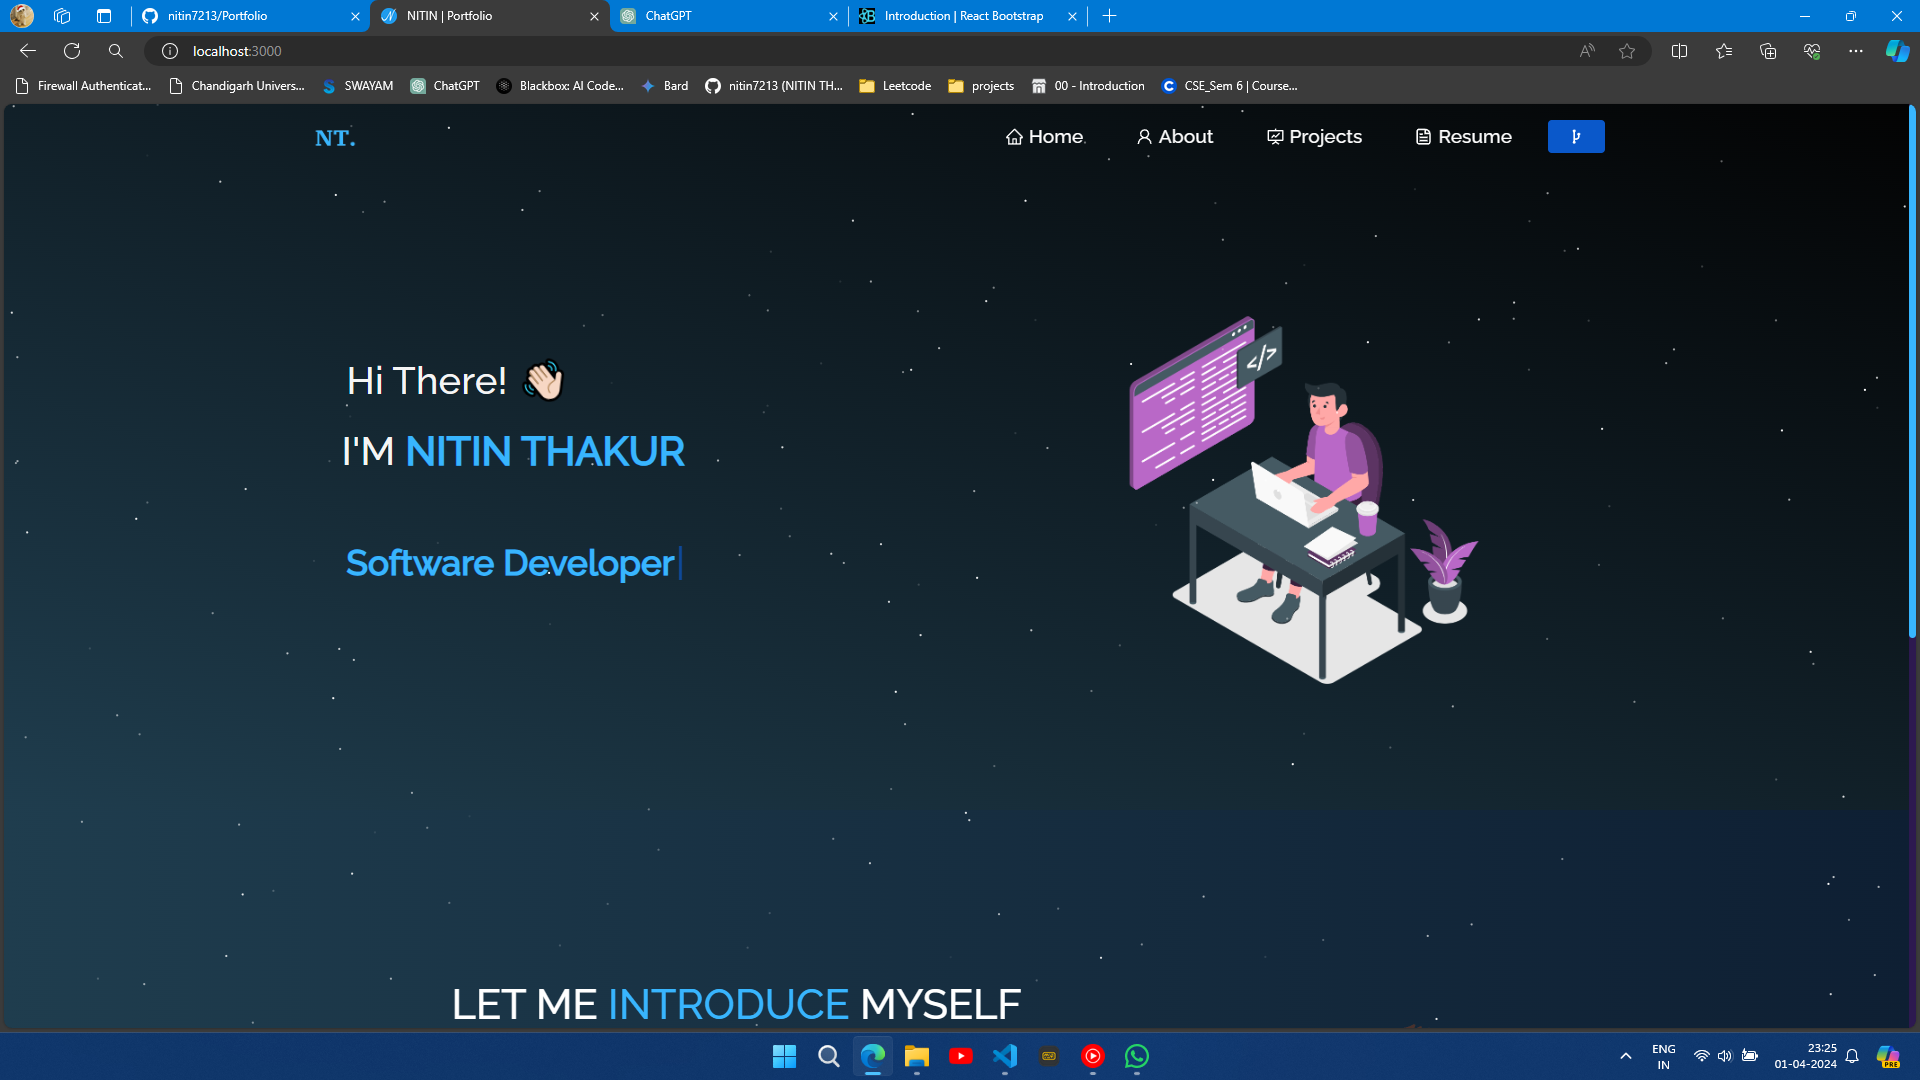 nitin7213/Portfolio
NITIN | Portfolio
ChatGPT
Introduction | React Bootstrap
localhost:3000
Firewall Authenticat...
Chandigarh Univers...
SWAYAM
ChatGPT
Blackbox: AI Code...
Bard
nitin7213 (NITIN TH...
Leetcode
projects
00 - Introduction
CSE_Sem 6 | Course...
NT.
Home
About
Projects
Resume
Hi There!
</>
I'M NITIN THAKUR
Software Developer
LET ME INTRODUCE MYSELF
ENG
IN
23:25
01-04-2024
PRE